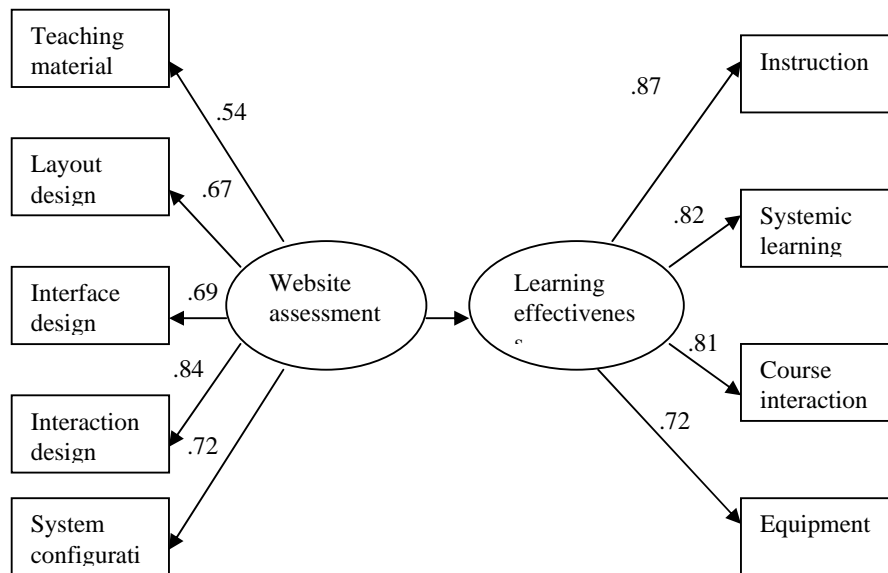 Teaching
material
.54
Layout
design
.67
Interface
design
.69
Interaction
design
.84
System
configurati
.72
Website
assessment
Learning
effectivenes
s
Instruction
.87
Systemic
learning
.82
Course
interaction
.81
Equipment
.72